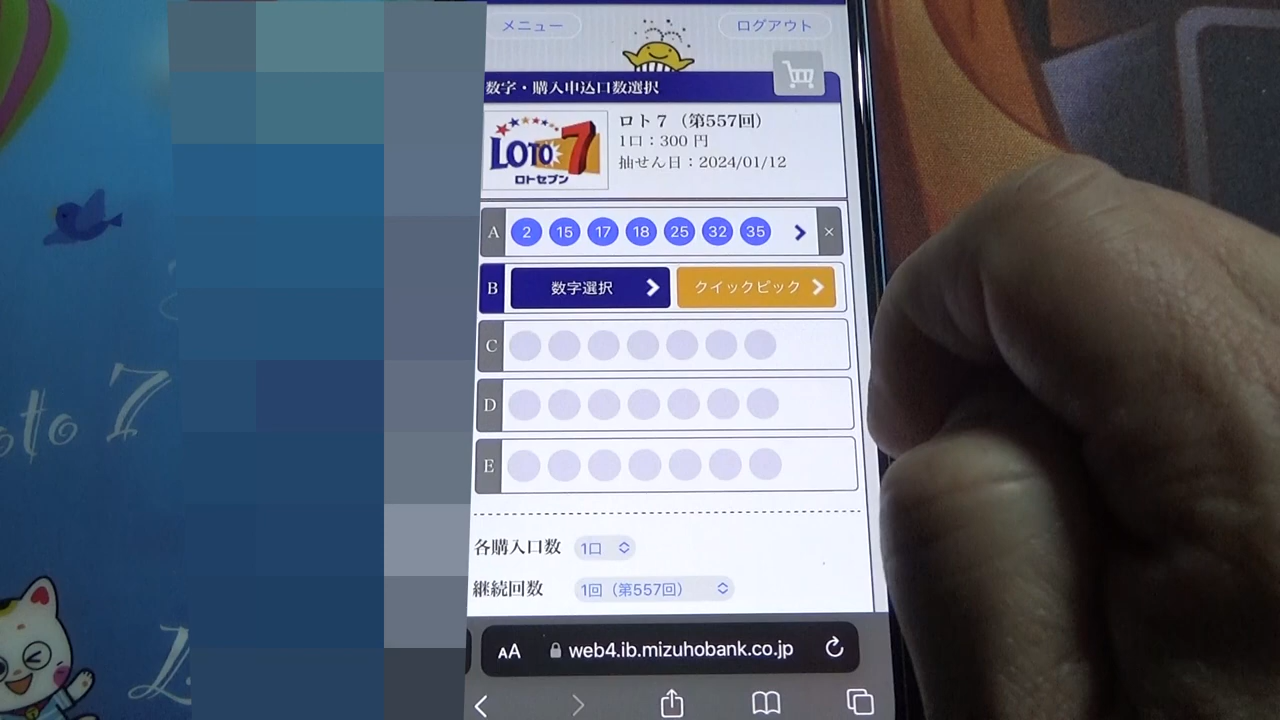 メニュー
ログアウト
数字・購入申込口数選択
LOTO 7
ロトセブン
ロト７（第557回）
1口：300 円
抽せん日：2024/01/12
A 2 15 17 18 25 32 35 ×
B 数字選択 クイックピック
C
D
E
各購入口数 1口
継続回数 1回（第557回）
AA web4.ib.mizuhobank.co.jp
oto 7